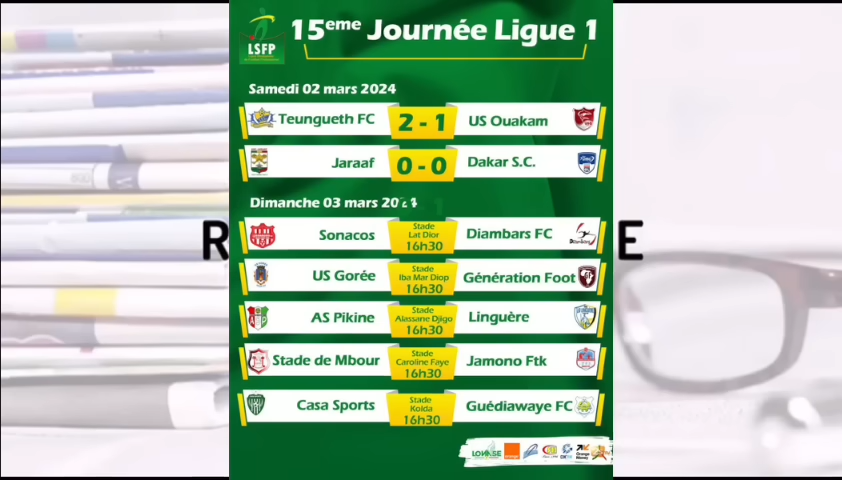 LSFP
15eme Journée Ligue 1
Samedi 02 mars 2024
Teungueth FC 2 - 1 US Ouakam
Jaraaf 0 - 0 Dakar S.C.
Dimanche 03 mars
Sonacos
Stade
Lat Dior
16h30
Diambars FC
US Gorée
Stade
Iba Mar Diop
16h30
Génération Foot
AS Pikine
Stade
Alassane Djigo
16h30
Linguère
Stade de Mbour
Stade
Caroline Faye
16h30
Jamono Ftk
Casa Sports
Stade
Kolda
16h30
Guédiawaye FC
R E
LONASE
orange